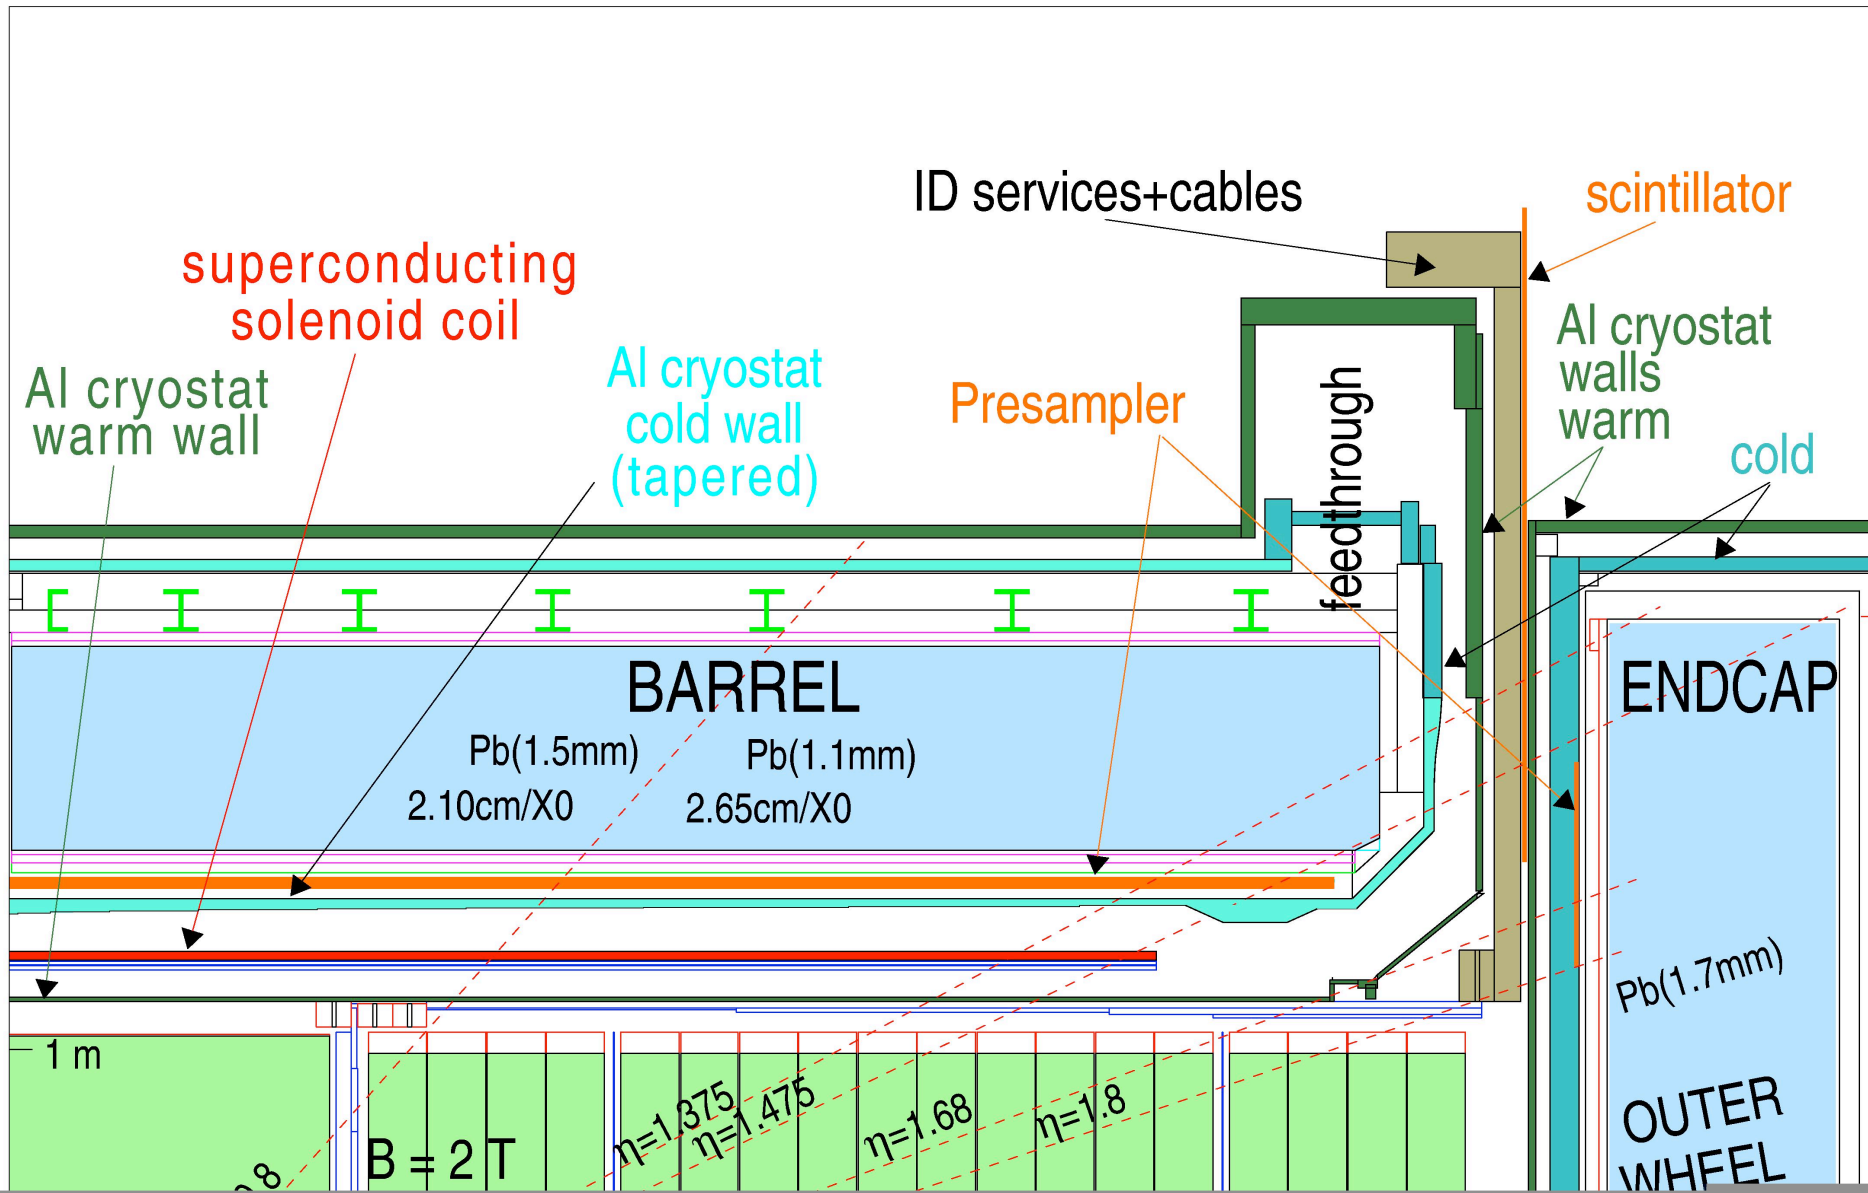 ID services+cables
scintillator
superconducting
solenoid coil
Al cryostat
warm wall
Al cryostat
cold wall
(tapered)
Presampler
feedthrough
Al cryostat
walls
warm
cold
BARREL
ENDCAP
Pb(1.5mm)
Pb(1.1mm)
2.10cm/X0
2.65cm/X0
Pb(1.7mm)
1 m
η=1.375
η=1.475
η=1.68
η=1.8
B = 2 T
OUTER
WHEEL